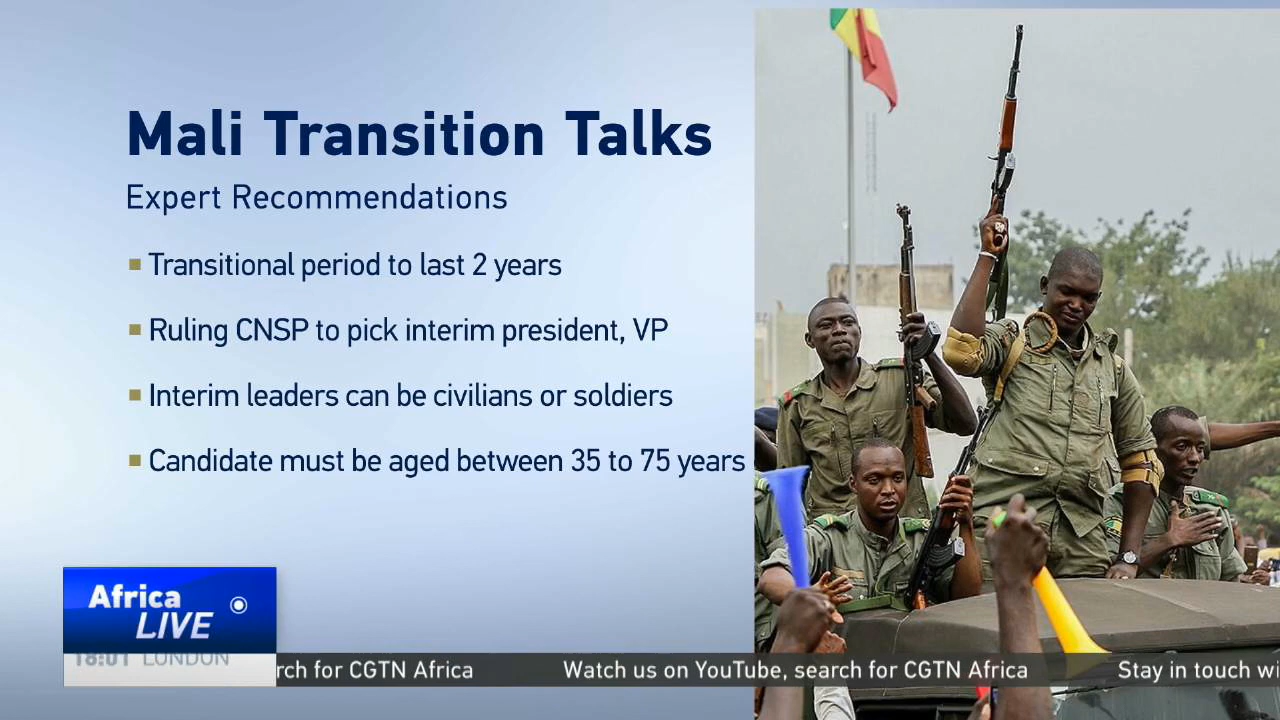 Mali Transition Talks
Expert Recommendations
Transitional period to last 2 years
Ruling CNSP to pick interim president, VP
Interim leaders can be civilians or soldiers
Candidate must be aged between 35 to 75 years
Africa
LIVE
18:01 LONDON
rch for CGTN Africa Watch us on YouTube, search for CGTN Africa Stay in touch wi